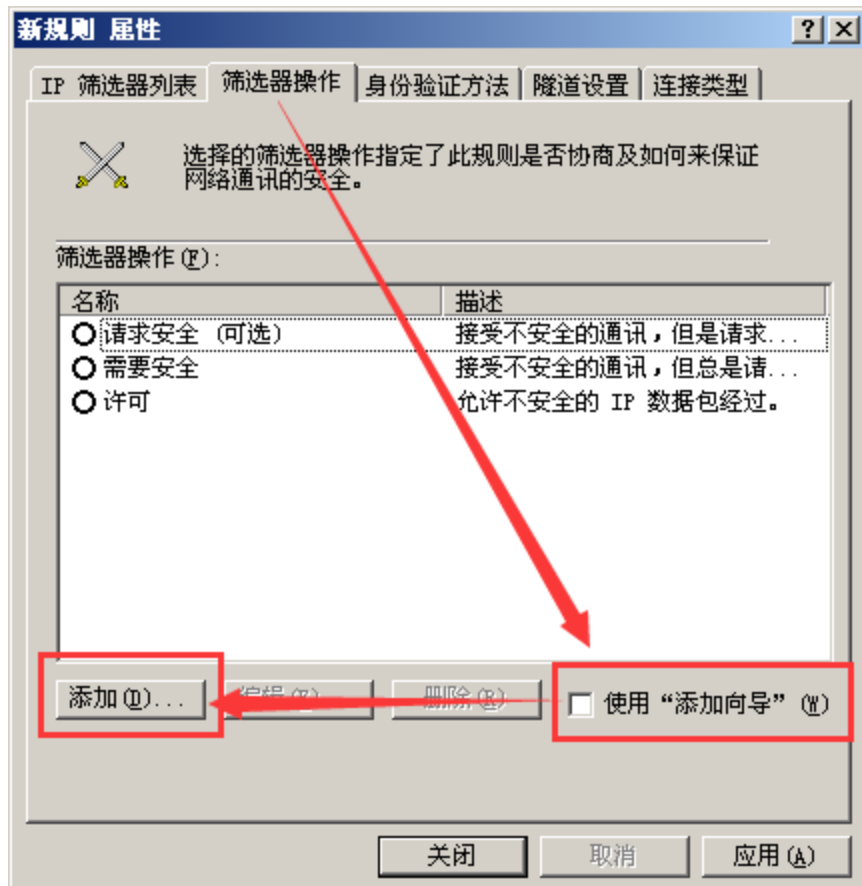 新规则 属性
IP 筛选器列表 筛选器操作 身份验证方法 隧道设置 连接类型
选择的筛选器操作指定了此规则是否协商及如何来保证
网络通讯的安全。
筛选器操作(F):
名称 描述
请求安全 (可选) 接受不安全的通讯，但是请求...
需要安全 接受不安全的通讯，但总是请...
许可 允许不安全的 IP 数据包经过。
添加(D)... 编辑(E)... 删除(R) 使用“添加向导”(W)
关闭 取消 应用(A)